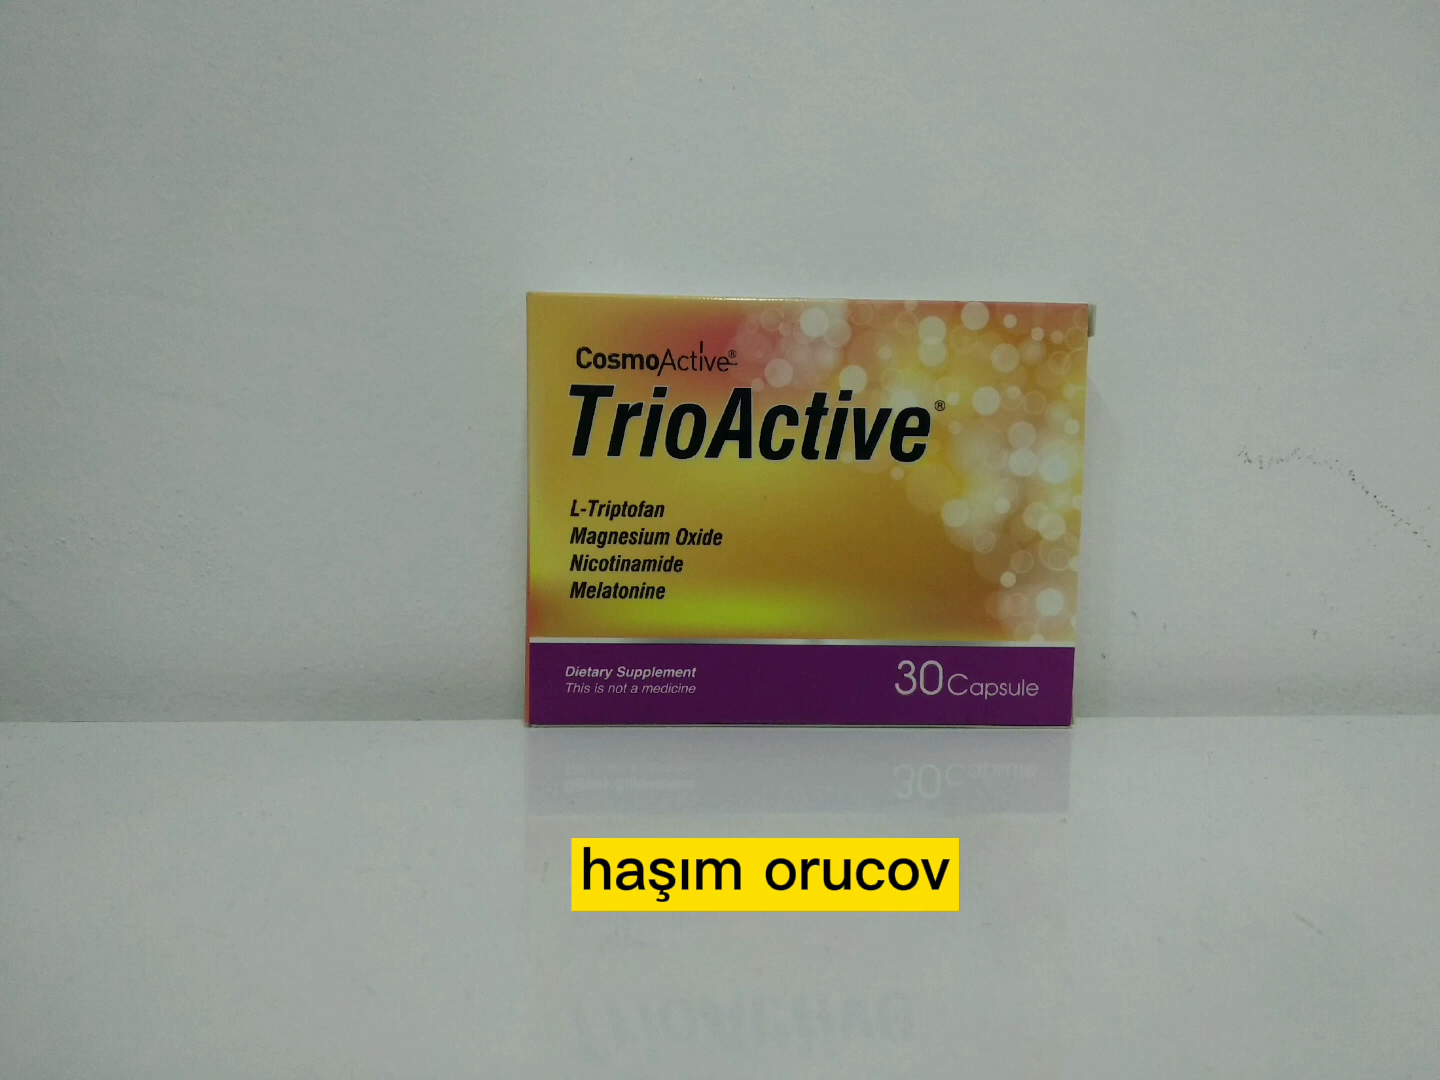 CosmoActive®
TrioActive®
L-Triptofan
Magnesium Oxide
Nicotinamide
Melatonine
Dietary Supplement
This is not a medicine
30 Capsule
haşım orucov